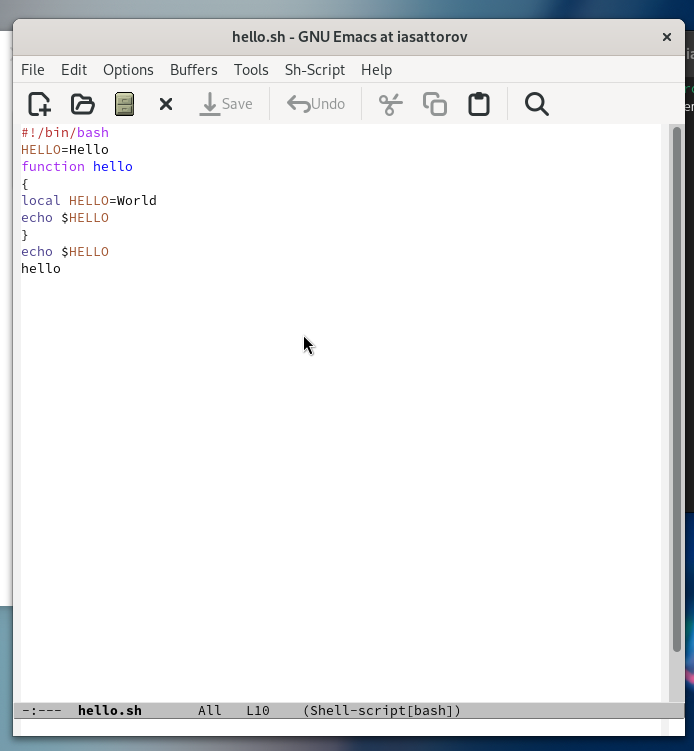 hello.sh - GNU Emacs at iasattorov
File Edit Options Buffers Tools Sh-Script Help
Save Undo
#!/bin/bash
HELLO=Hello
function hello
{
local HELLO=World
echo $HELLO
}
echo $HELLO
hello
-:--- hello.sh All L10 (Shell-script[bash])